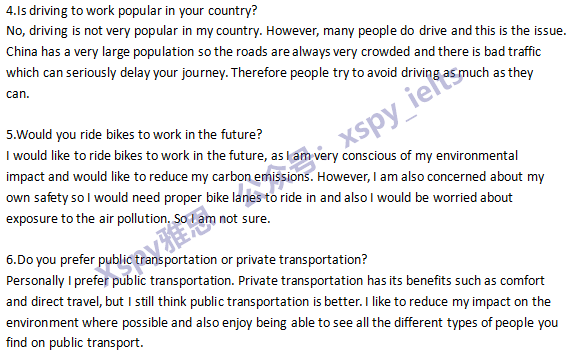 4.Is driving to work popular in your country?
No, driving is not very popular in my country. However, many people do drive and this is the issue.
China has a very large population so the roads are always very crowded and there is bad traffic
which can seriously delay your journey. Therefore people try to avoid driving as much as they
can.
5.Would you ride bikes to work in the future?
I would like to ride bikes to work in the future, as I am very conscious of my environmental
impact and would like to reduce my carbon emissions. However, I am also concerned about my
own safety so I would need proper bike lanes to ride in and also I would be worried about
exposure to the air pollution. So I am not sure.
6.Do you prefer public transportation or private transportation?
Personally I prefer public transportation. Private transportation has its benefits such as comfort
and direct travel, but I still think public transportation is better. I like to reduce my impact on the
environment where possible and also enjoy being able to see all the different types of people you
find on public transport.
Xspy雅思 公众号：xspy_ielts